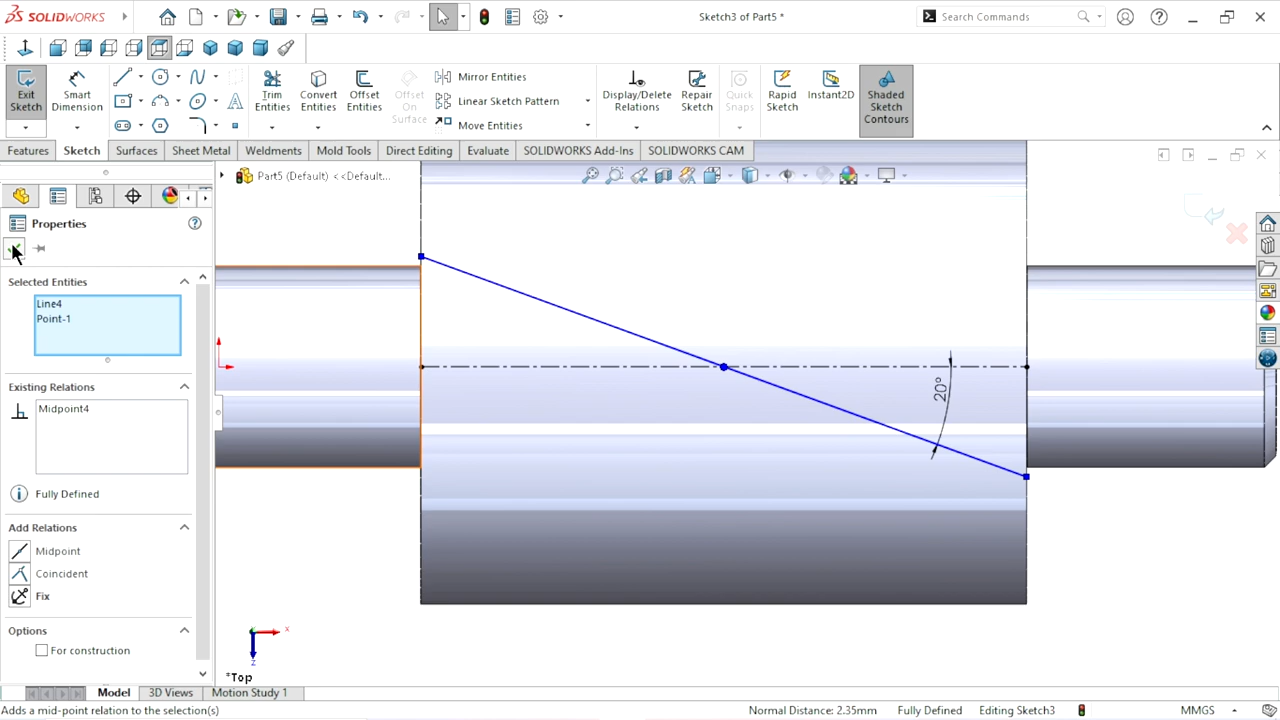 SOLIDWORKS
Sketch3 of Part5 *
Search Commands
Exit Sketch
Smart Dimension
Trim Entities
Convert Entities
Offset Entities
Offset On Surface
Mirror Entities
Linear Sketch Pattern
Move Entities
Display/Delete Relations
Repair Sketch
Quick Snaps
Rapid Sketch
Instant2D
Shaded Sketch Contours
Features
Sketch
Surfaces
Sheet Metal
Weldments
Mold Tools
Direct Editing
Evaluate
SOLIDWORKS Add-Ins
SOLIDWORKS CAM
Part5 (Default) <<Default...
Properties
Selected Entities
Line4
Point-1
Existing Relations
Midpoint4
Fully Defined
Add Relations
Midpoint
Coincident
Fix
Options
For construction
20°
x
z
*Top
Model
3D Views
Motion Study 1
Adds a mid-point relation to the selection(s)
Normal Distance: 2.35mm
Fully Defined
Editing Sketch3
MMGS